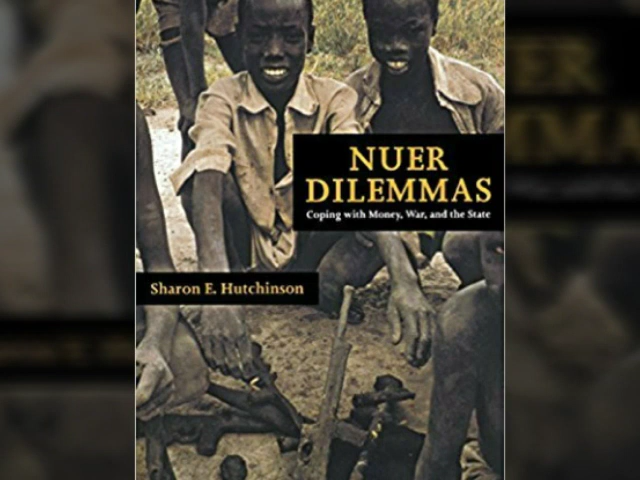 NUER
DILEMMAS
Coping with Money, War, and the State
Sharon E. Hutchinson